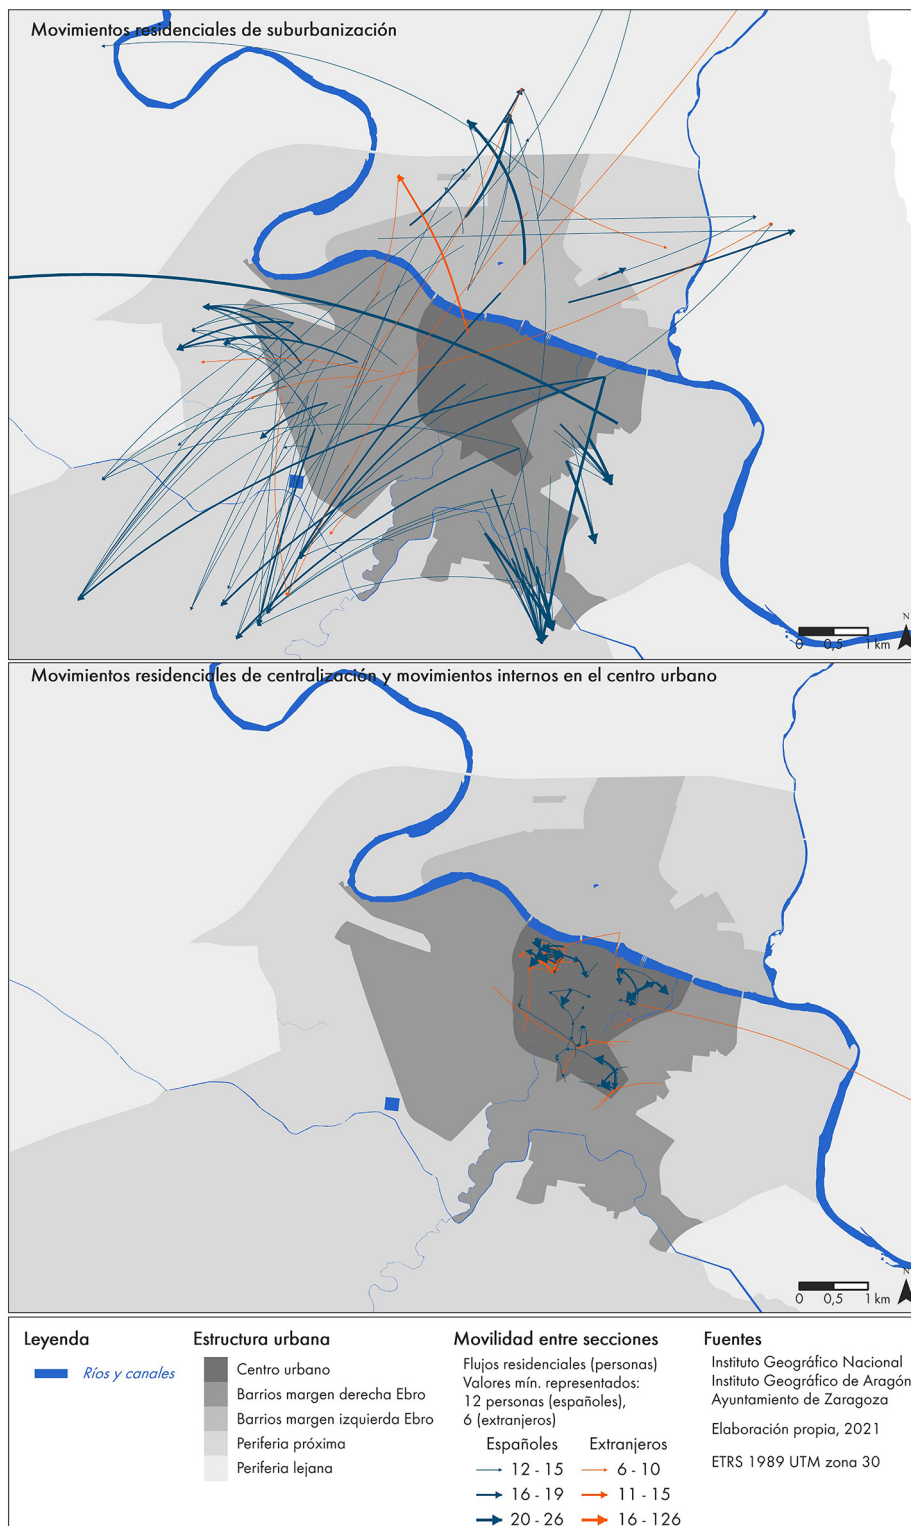 Movimientos residenciales de suburbanización
N
0 0,5 1 km
Movimientos residenciales de centralización y movimientos internos en el centro urbano
N
0 0,5 1 km
Leyenda
Ríos y canales
Estructura urbana
Centro urbano
Barrios margen derecha Ebro
Barrios margen izquierda Ebro
Periferia próxima
Periferia lejana
Movilidad entre secciones
Flujos residenciales (personas)
Valores mín. representados:
12 personas (españoles),
6 (extranjeros)
Españoles Extranjeros
12 - 15 6 - 10
16 - 19 11 - 15
20 - 26 16 - 126
Fuentes
Instituto Geográfico Nacional
Instituto Geográfico de Aragón
Ayuntamiento de Zaragoza
Elaboración propia, 2021
ETRS 1989 UTM zona 30